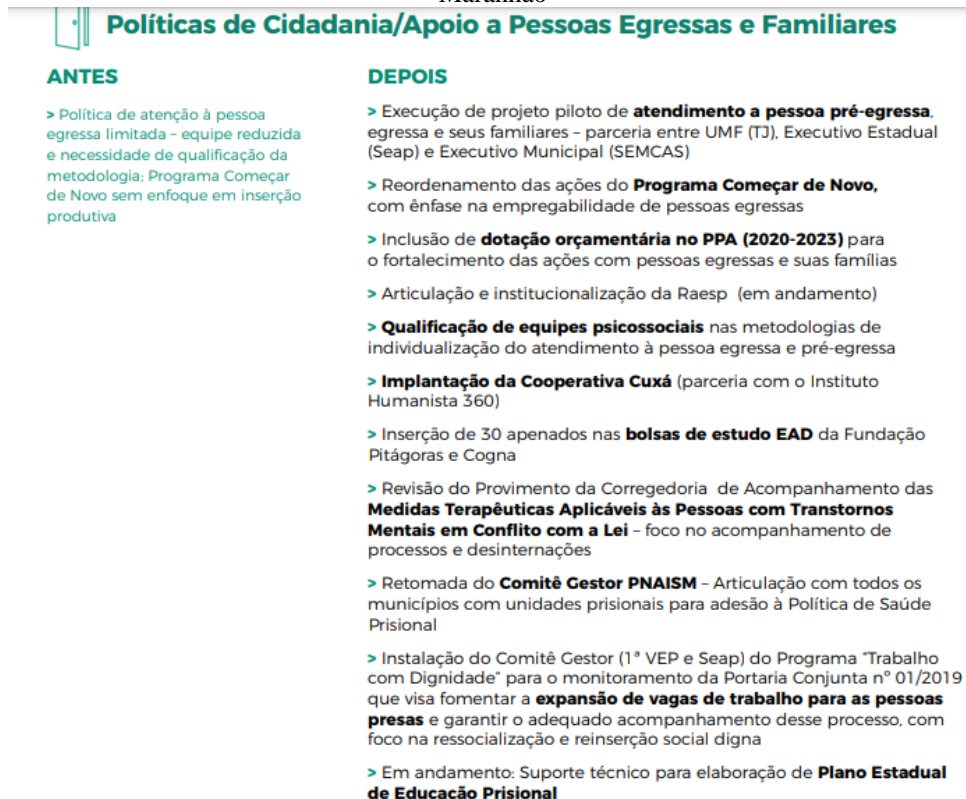 Maranhão
Políticas de Cidadania/Apoio a Pessoas Egressas e Familiares
ANTES
> Política de atenção à pessoa
egressa limitada – equipe reduzida
e necessidade de qualificação da
metodologia; Programa Começar
de Novo sem enfoque em inserção
produtiva
DEPOIS
> Execução de projeto piloto de atendimento a pessoa pré-egressa,
egressa e seus familiares – parceria entre UMF (TJ), Executivo Estadual
(Seap) e Executivo Municipal (SEMCAS)
> Reordenamento das ações do Programa Começar de Novo,
com ênfase na empregabilidade de pessoas egressas
> Inclusão de dotação orçamentária no PPA (2020-2023) para
o fortalecimento das ações com pessoas egressas e suas famílias
> Articulação e institucionalização da Raesp (em andamento)
> Qualificação de equipes psicossociais nas metodologias de
individualização do atendimento à pessoa egressa e pré-egressa
> Implantação da Cooperativa Cuxá (parceria com o Instituto
Humanista 360)
> Inserção de 30 apenados nas bolsas de estudo EAD da Fundação
Pitágoras e Cogna
> Revisão do Provimento da Corregedoria de Acompanhamento das
Medidas Terapêuticas Aplicáveis às Pessoas com Transtornos
Mentais em Conflito com a Lei – foco no acompanhamento de
processos e desinternações
> Retomada do Comitê Gestor PNAISM – Articulação com todos os
municípios com unidades prisionais para adesão à Política de Saúde
Prisional
> Instalação do Comitê Gestor (1ª VEP e Seap) do Programa "Trabalho
com Dignidade" para o monitoramento da Portaria Conjunta nº 01/2019
que visa fomentar a expansão de vagas de trabalho para as pessoas
presas e garantir o adequado acompanhamento desse processo, com
foco na ressocialização e reinserção social digna
> Em andamento: Suporte técnico para elaboração de Plano Estadual
de Educação Prisional